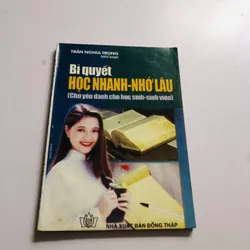 TRẦN NGHĨA TRỌNG
Bí quyết
HỌC NHANH-NHỚ LÂU
(Chủ yếu dành cho học sinh-sinh viên)
NHÀ XUẤT BẢN ĐỒNG THÁP